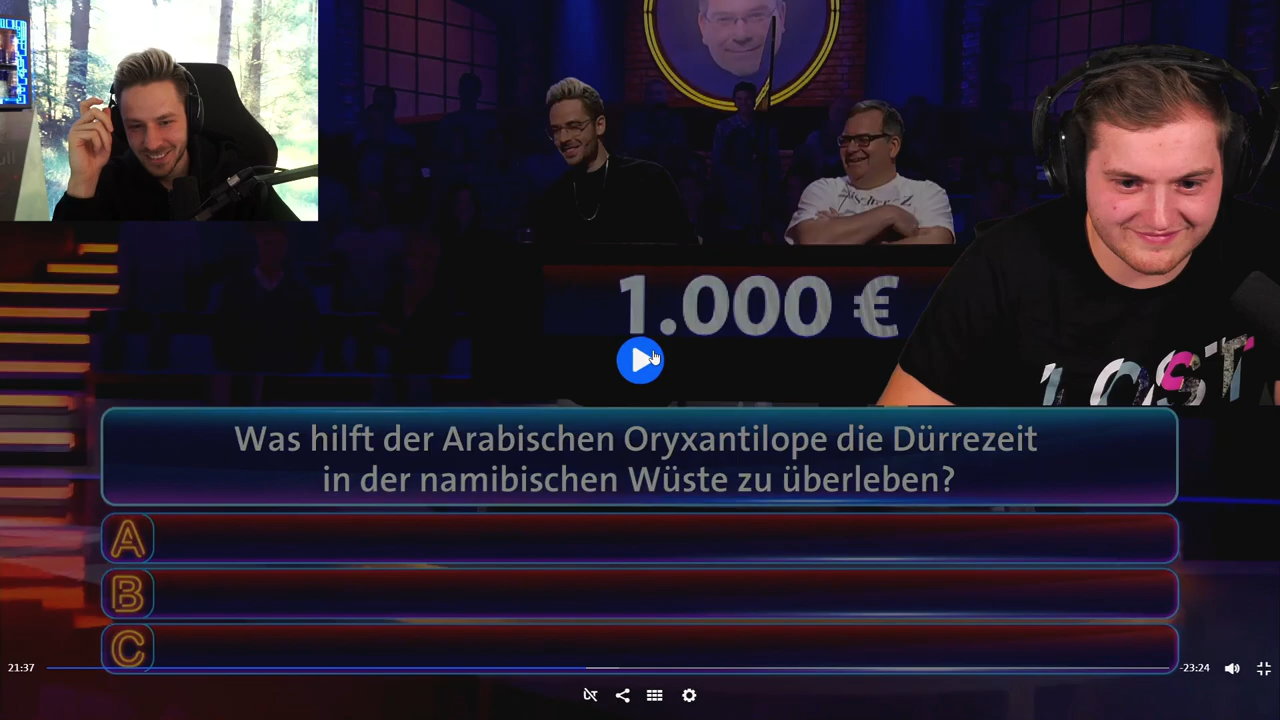 1.000 €
LOST
Was hilft der Arabischen Oryxantilope die Dürrezeit
in der namibischen Wüste zu überleben?
A
B
C
21:37
-23:24